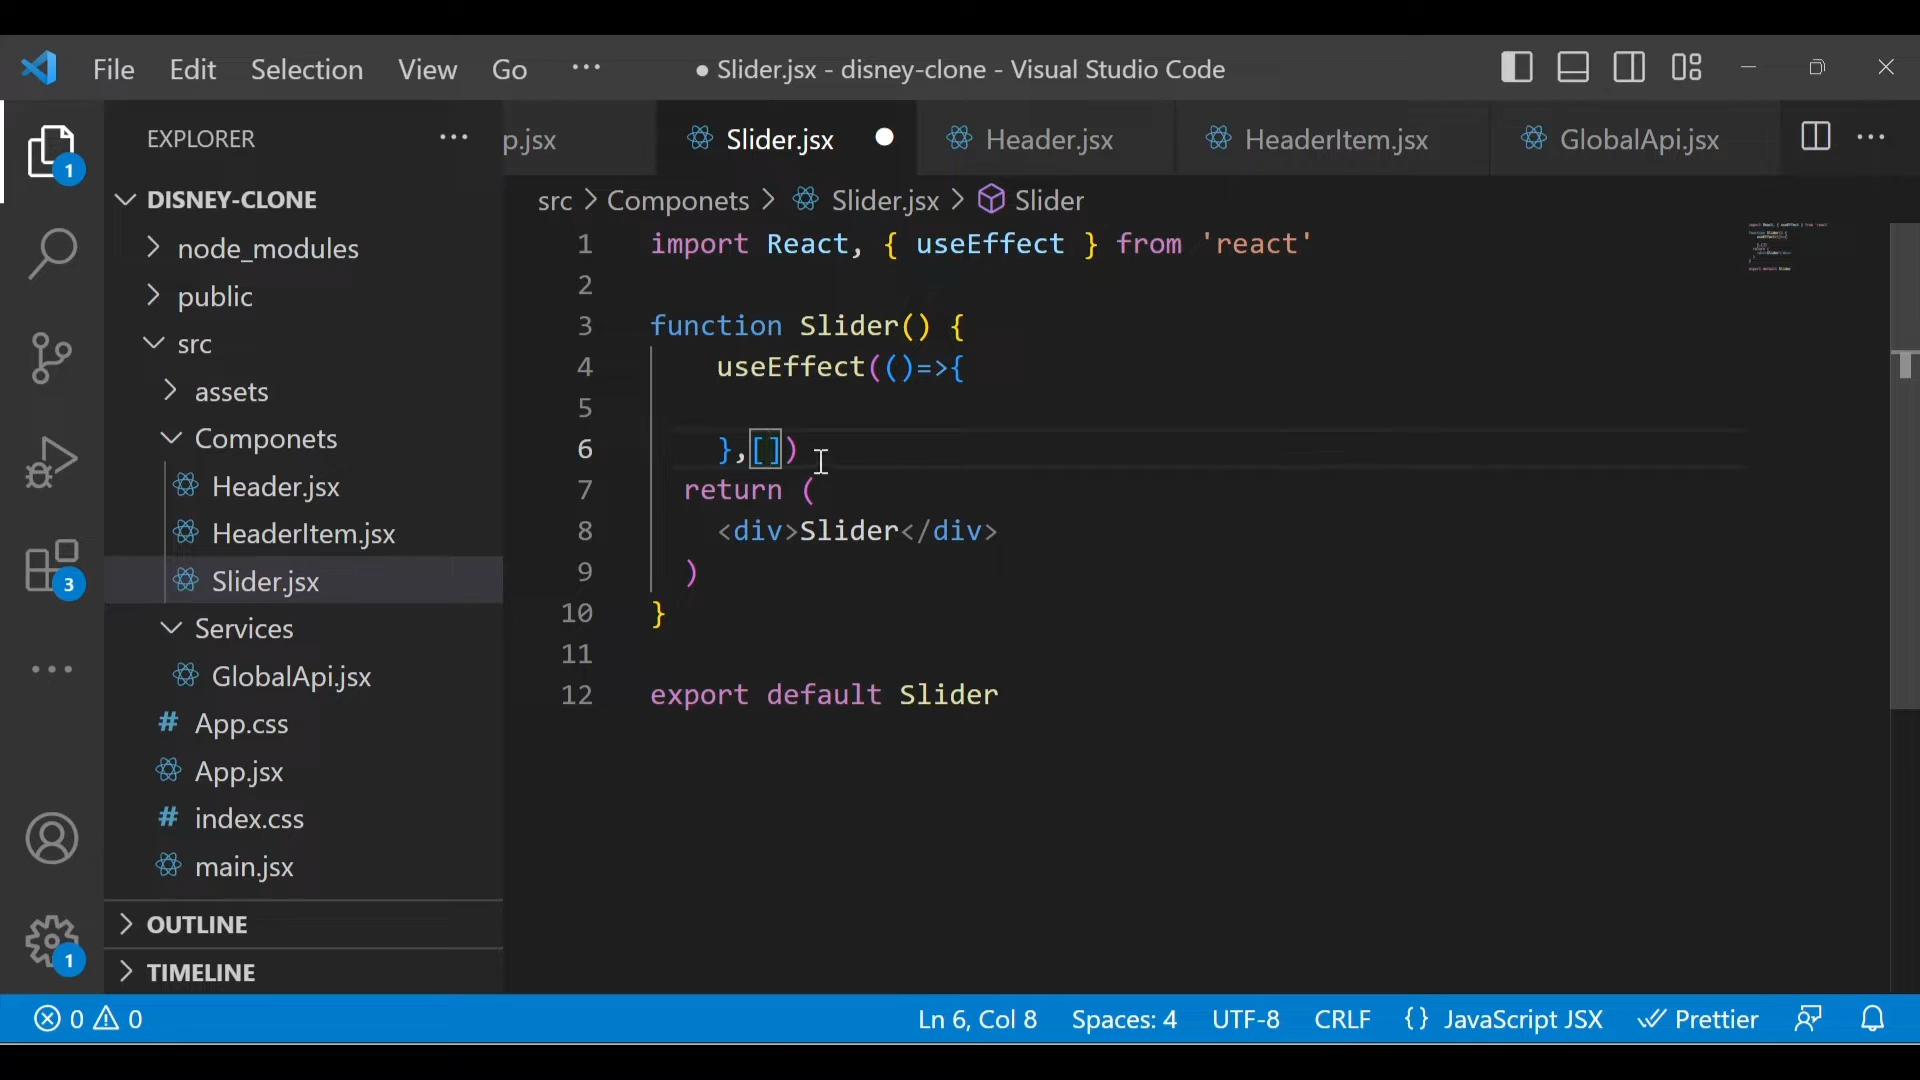 File Edit Selection View Go ··· ● Slider.jsx - disney-clone - Visual Studio Code
EXPLORER ···
p.jsx Slider.jsx ● Header.jsx HeaderItem.jsx GlobalApi.jsx ···
1
DISNEY-CLONE
src > Componets > Slider.jsx > Slider
node_modules
public
src
assets
Componets
Header.jsx
HeaderItem.jsx
Slider.jsx
3
Services
GlobalApi.jsx
# App.css
App.jsx
# index.css
main.jsx
OUTLINE
1
TIMELINE
1 import React, { useEffect } from 'react'
2
3 function Slider() {
4 useEffect(()=>{
5
6 },[])
7 return (
8 <div>Slider</div>
9 )
10 }
11
12 export default Slider
0 0 Ln 6, Col 8 Spaces: 4 UTF-8 CRLF {} JavaScript JSX Prettier